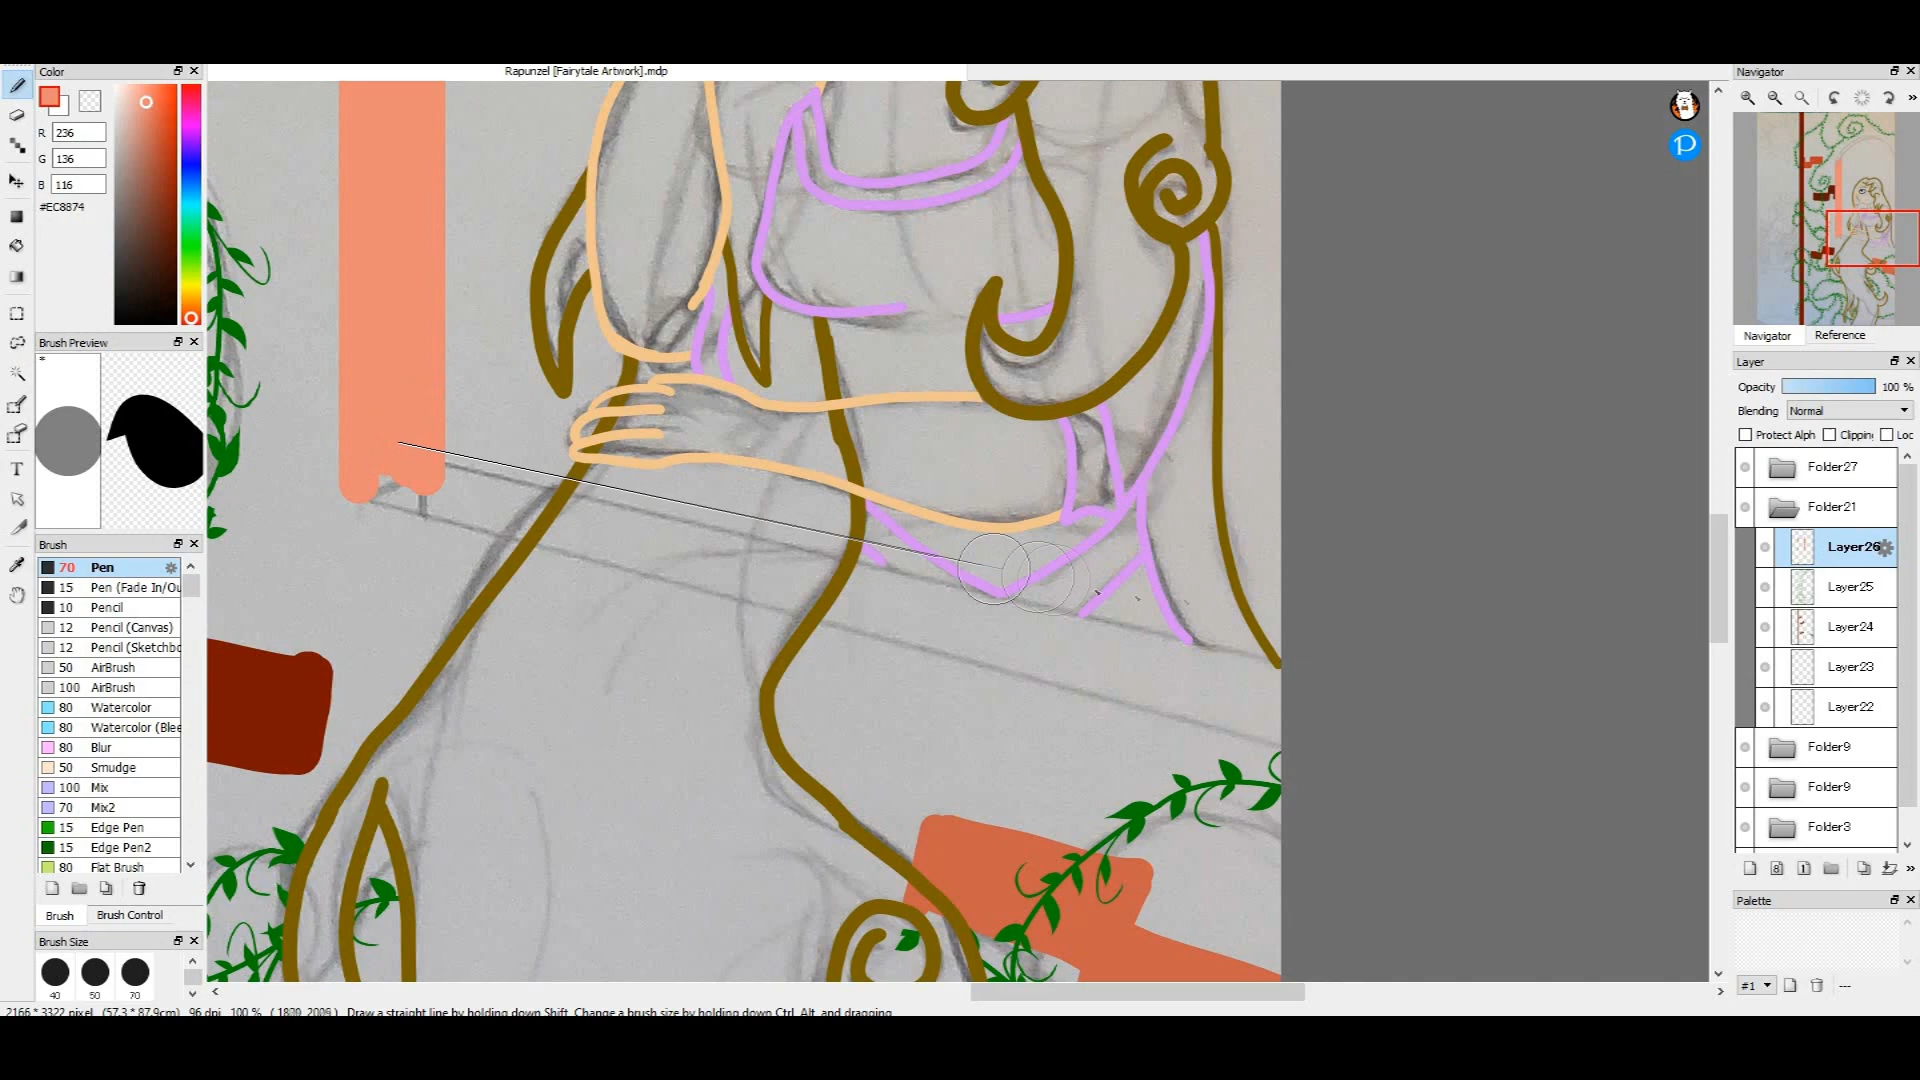 Color
Rapunzel [Fairytale Artwork].mdp
Navigator
R 236
G 136
B 116
#EC8874
Brush Preview
*
Navigator Reference
Layer
Opacity 100 %
Blending Normal
Protect Alph Clipping Loc
Folder27
Folder21
Layer26
Layer25
Layer24
Layer23
Layer22
Folder9
Folder9
Folder3
Brush
70 Pen
15 Pen (Fade In/Ou
10 Pencil
12 Pencil (Canvas)
12 Pencil (Sketchbo
50 AirBrush
100 AirBrush
80 Watercolor
80 Watercolor (Blee
80 Blur
50 Smudge
100 Mix
70 Mix2
15 Edge Pen
15 Edge Pen2
80 Flat Brush
8 1
Brush Brush Control
Palette
Brush Size
40 50 70
#1 ---
T
P
2166 * 3322 pixel (57.3 * 87.9cm) 96 dpi 100 % Draw a straight line by holding down Shift, Change a brush size by holding down Ctrl, Alt, and dragging